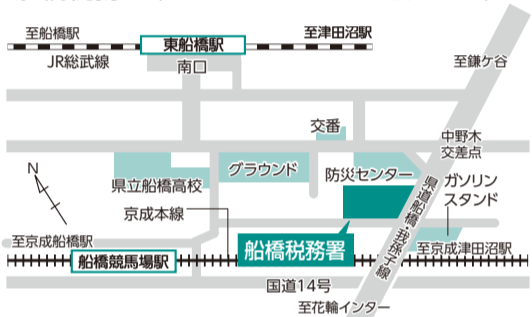 至船橋駅
東船橋駅
至津田沼駅
JR総武線
南口
至鎌ケ谷
交番
中野木
交差点
グラウンド
防災センター
県立船橋高校
ガソリン
スタンド
県道船橋・我孫子線
N
京成本線
至京成船橋駅
船橋税務署
至京成津田沼駅
船橋競馬場駅
国道14号
至花輪インター